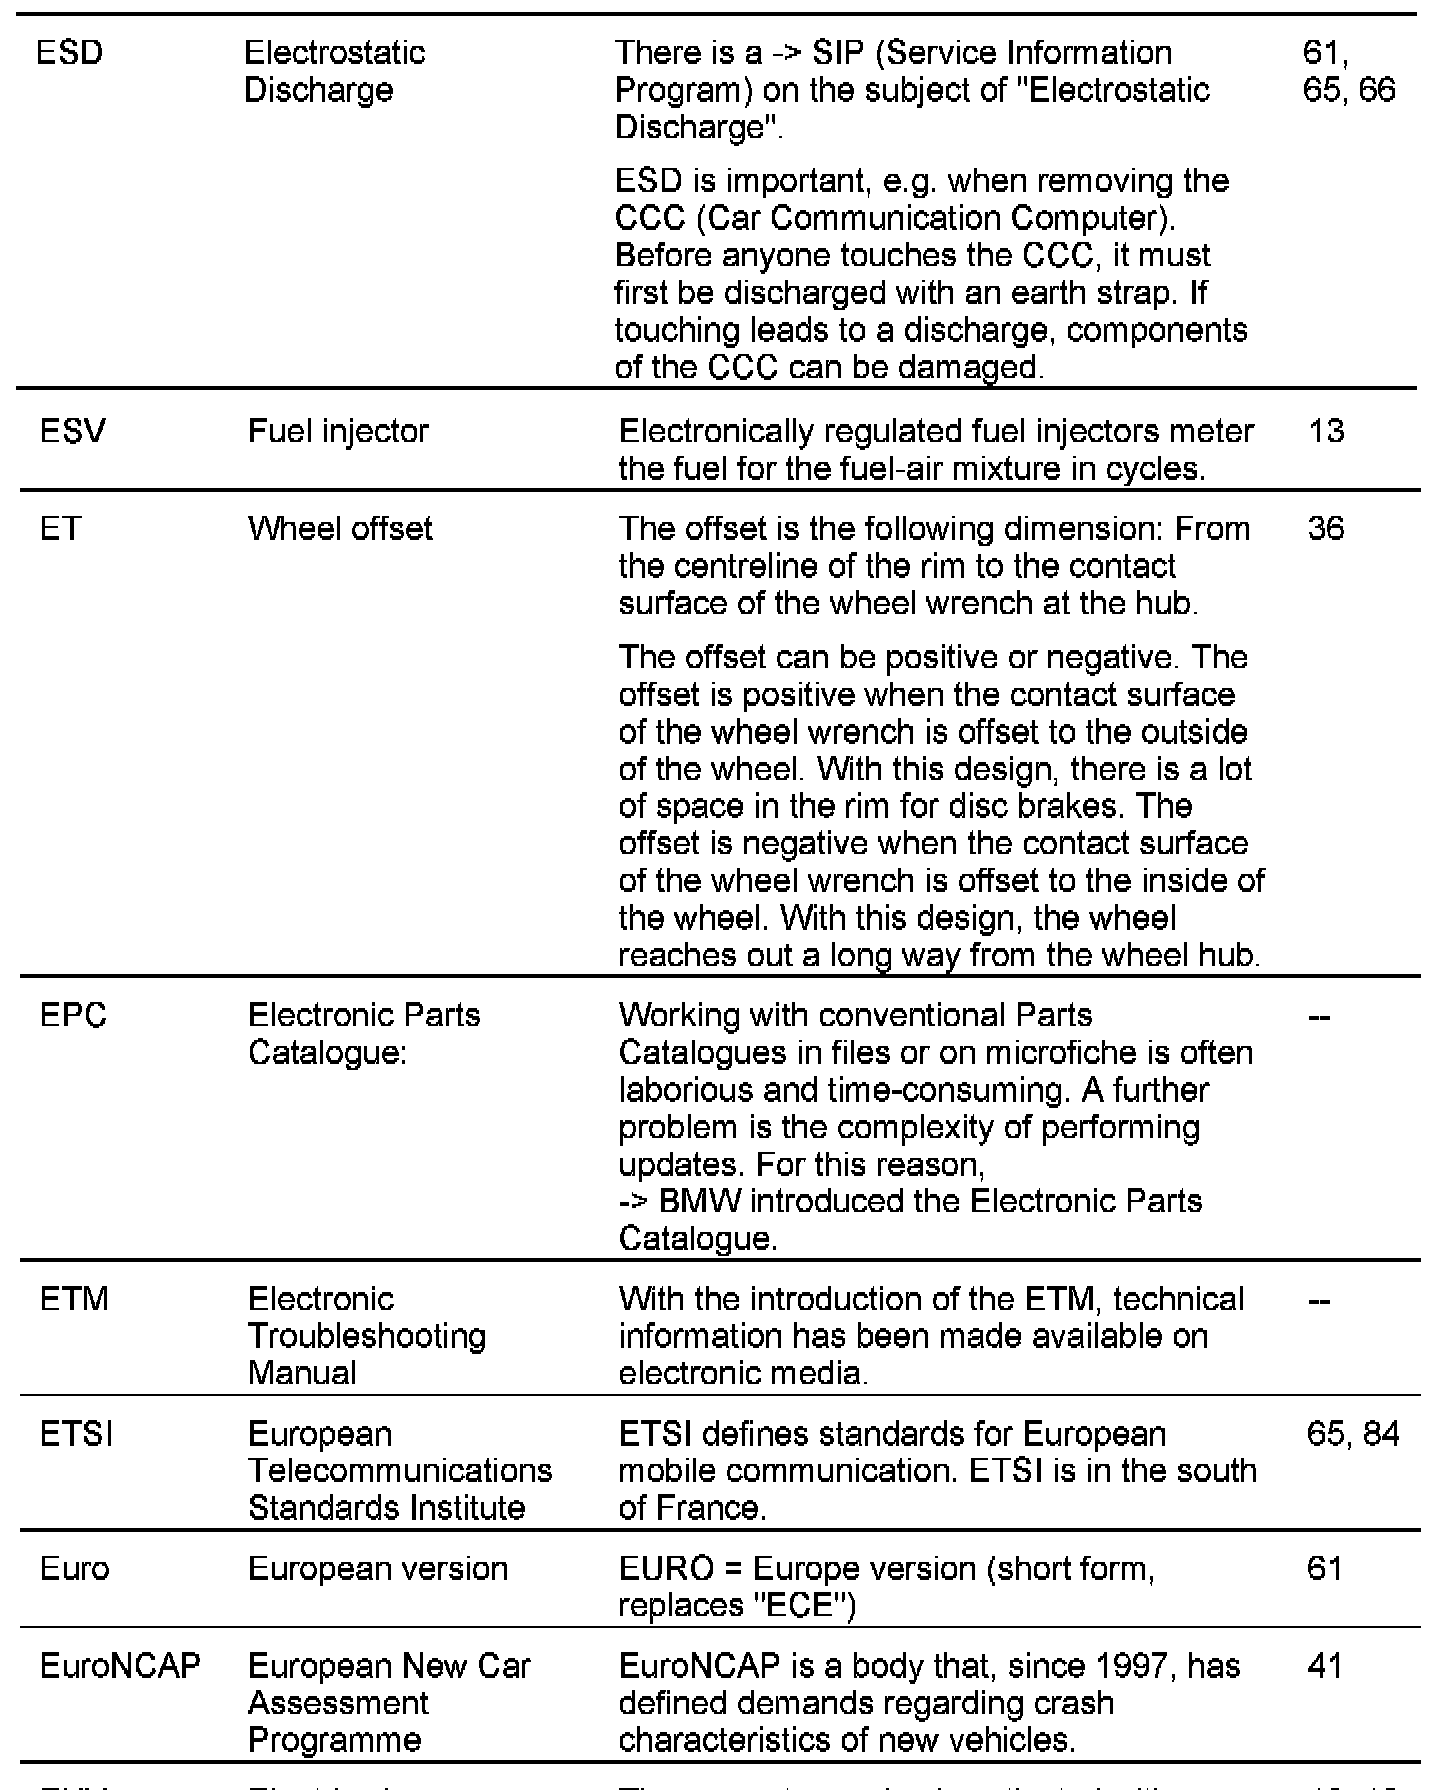 ESD Electrostatic There is a -> SIP (Service Information 61,
Discharge Program) on the subject of "Electrostatic 65, 66
Discharge".
ESD is important, e.g. when removing the
CCC (Car Communication Computer).
Before anyone touches the CCC, it must
first be discharged with an earth strap. If
touching leads to a discharge, components
of the CCC can be damaged.
ESV Fuel injector Electronically regulated fuel injectors meter 13
the fuel for the fuel-air mixture in cycles.
ET Wheel offset The offset is the following dimension: From 36
the centreline of the rim to the contact
surface of the wheel wrench at the hub.
The offset can be positive or negative. The
offset is positive when the contact surface
of the wheel wrench is offset to the outside
of the wheel. With this design, there is a lot
of space in the rim for disc brakes. The
offset is negative when the contact surface
of the wheel wrench is offset to the inside of
the wheel. With this design, the wheel
reaches out a long way from the wheel hub.
EPC Electronic Parts Working with conventional Parts --
Catalogue: Catalogues in files or on microfiche is often
laborious and time-consuming. A further
problem is the complexity of performing
updates. For this reason,
-> BMW introduced the Electronic Parts
Catalogue.
ETM Electronic With the introduction of the ETM, technical --
Troubleshooting information has been made available on
Manual electronic media.
ETSI European ETSI defines standards for European 65, 84
Telecommunications mobile communication. ETSI is in the south
Standards Institute of France.
Euro European version EURO = Europe version (short form, 61
replaces "ECE")
EuroNCAP European New Car EuroNCAP is a body that, since 1997, has 41
Assessment defined demands regarding crash
Programme characteristics of new vehicles.